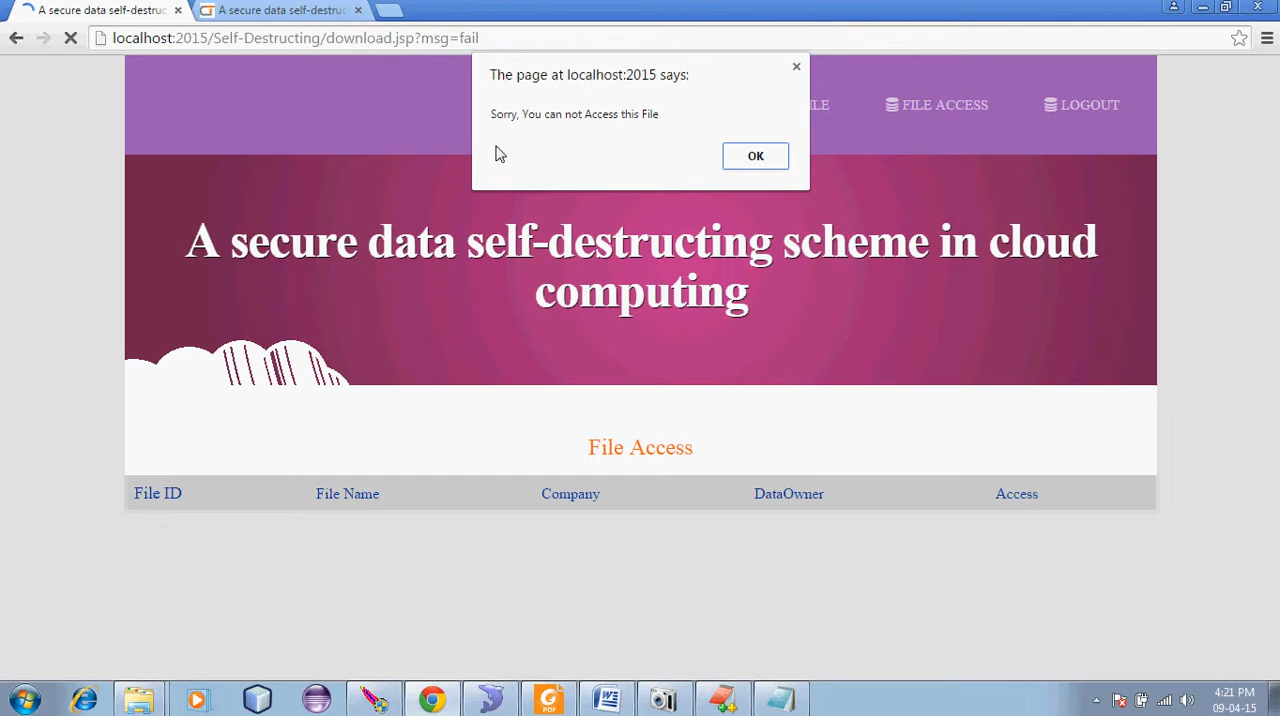 A secure data self-destruc
A secure data self-destruc
localhost:2015/Self-Destructing/download.jsp?msg=fail
The page at localhost:2015 says:
Sorry, You can not Access this File
OK
ILE
FILE ACCESS
LOGOUT
A secure data self-destructing scheme in cloud
computing
File Access
File ID File Name Company DataOwner Access
PDF
4:21 PM
09-04-15